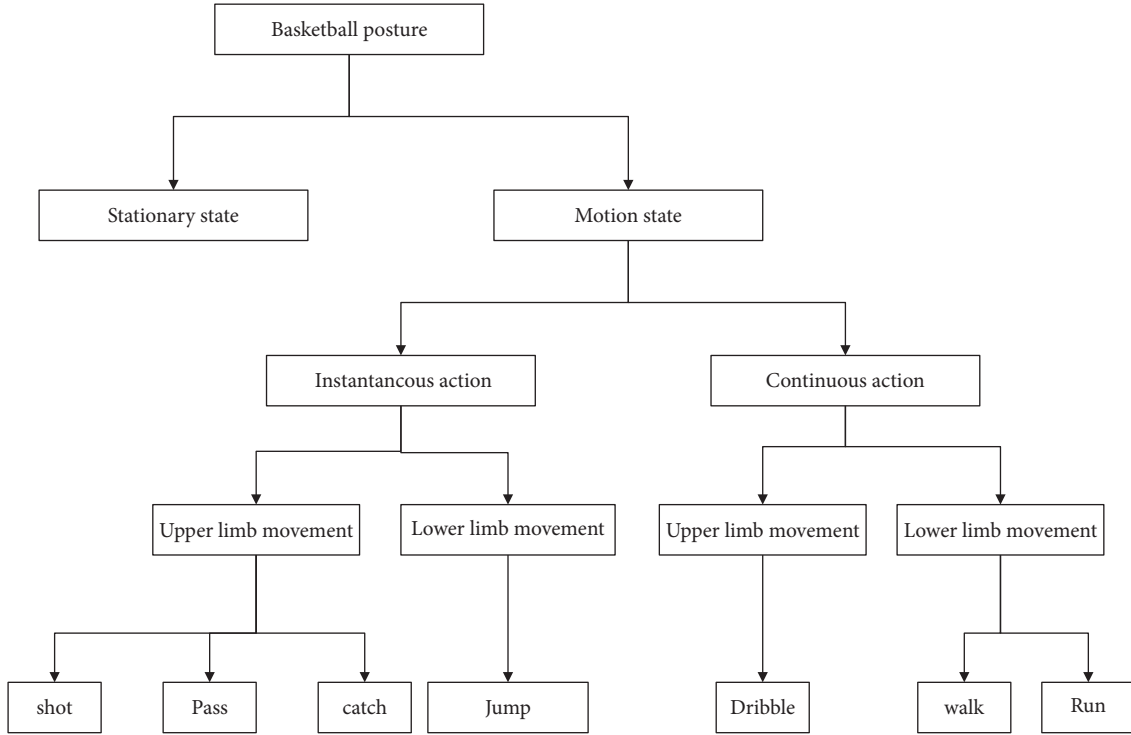 Basketball posture
Stationary state
Motion state
Instantancous action
Continuous action
Upper limb movement
Lower limb movement
Upper limb movement
Lower limb movement
shot
Pass
catch
Jump
Dribble
walk
Run